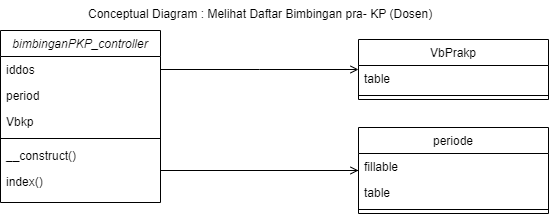 Conceptual Diagram : Melihat Daftar Bimbingan pra- KP (Dosen)
bimbinganPKP_controller
iddos
period
Vbkp
__construct()
index()
VbPrakp
table
periode
fillable
table